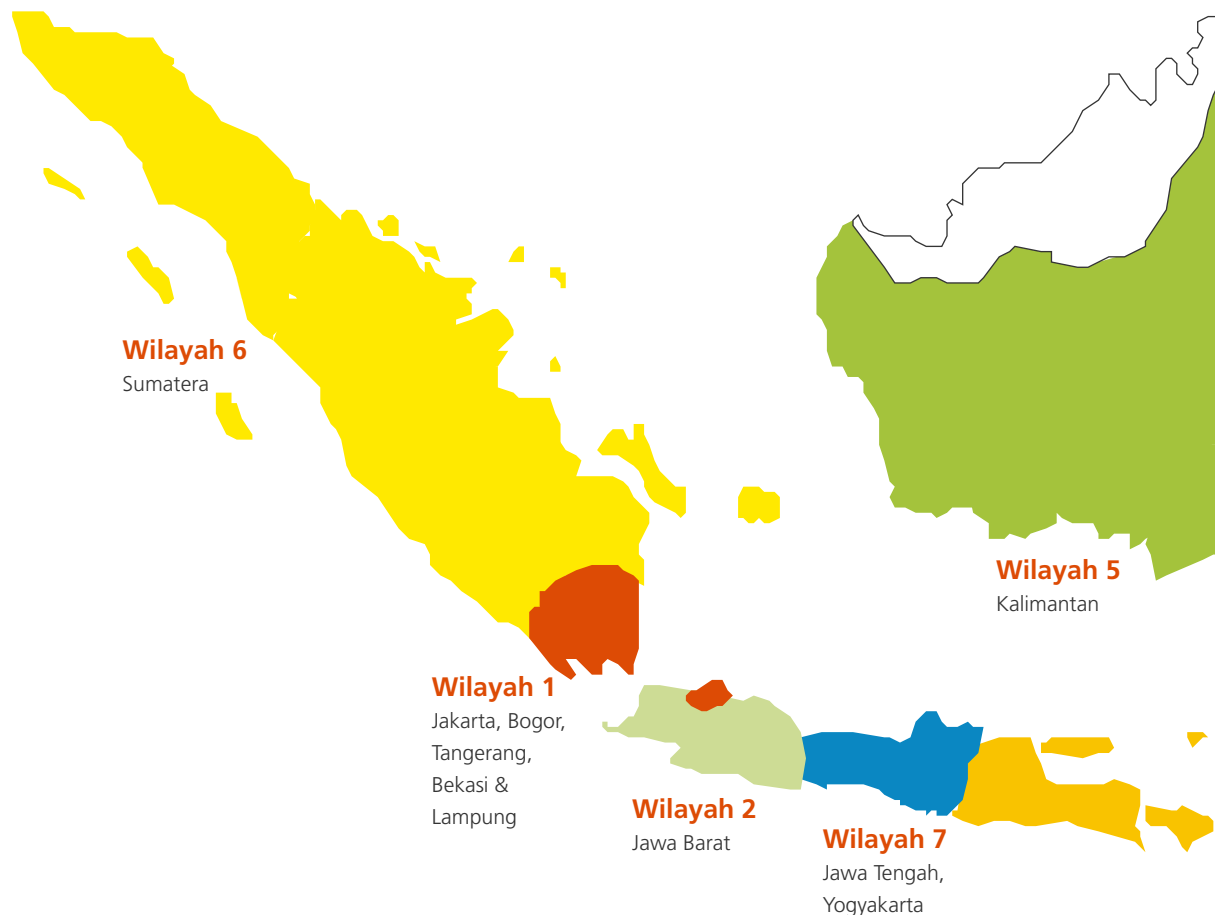 Wilayah 6
Sumatera
Wilayah 5
Kalimantan
Wilayah 1
Jakarta, Bogor,
Tangerang,
Bekasi &
Lampung
Wilayah 2
Jawa Barat
Wilayah 7
Jawa Tengah,
Yogyakarta